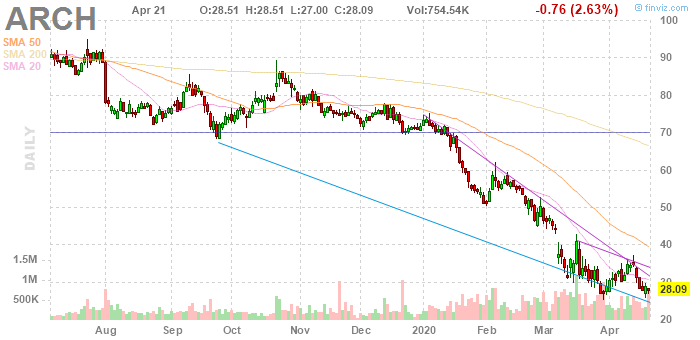 ARCH Apr 21 O:28.51 H:28.51 L:27.00 C:28.09 Vol:754.54K -0.76 (2.63%) © finviz.com
SMA 50
SMA 200
SMA 20
DAILY
100
90
80
70
60
50
40
30
28.09
20
1.5M
1M
500K
Aug Sep Oct Nov Dec 2020 Feb Mar Apr